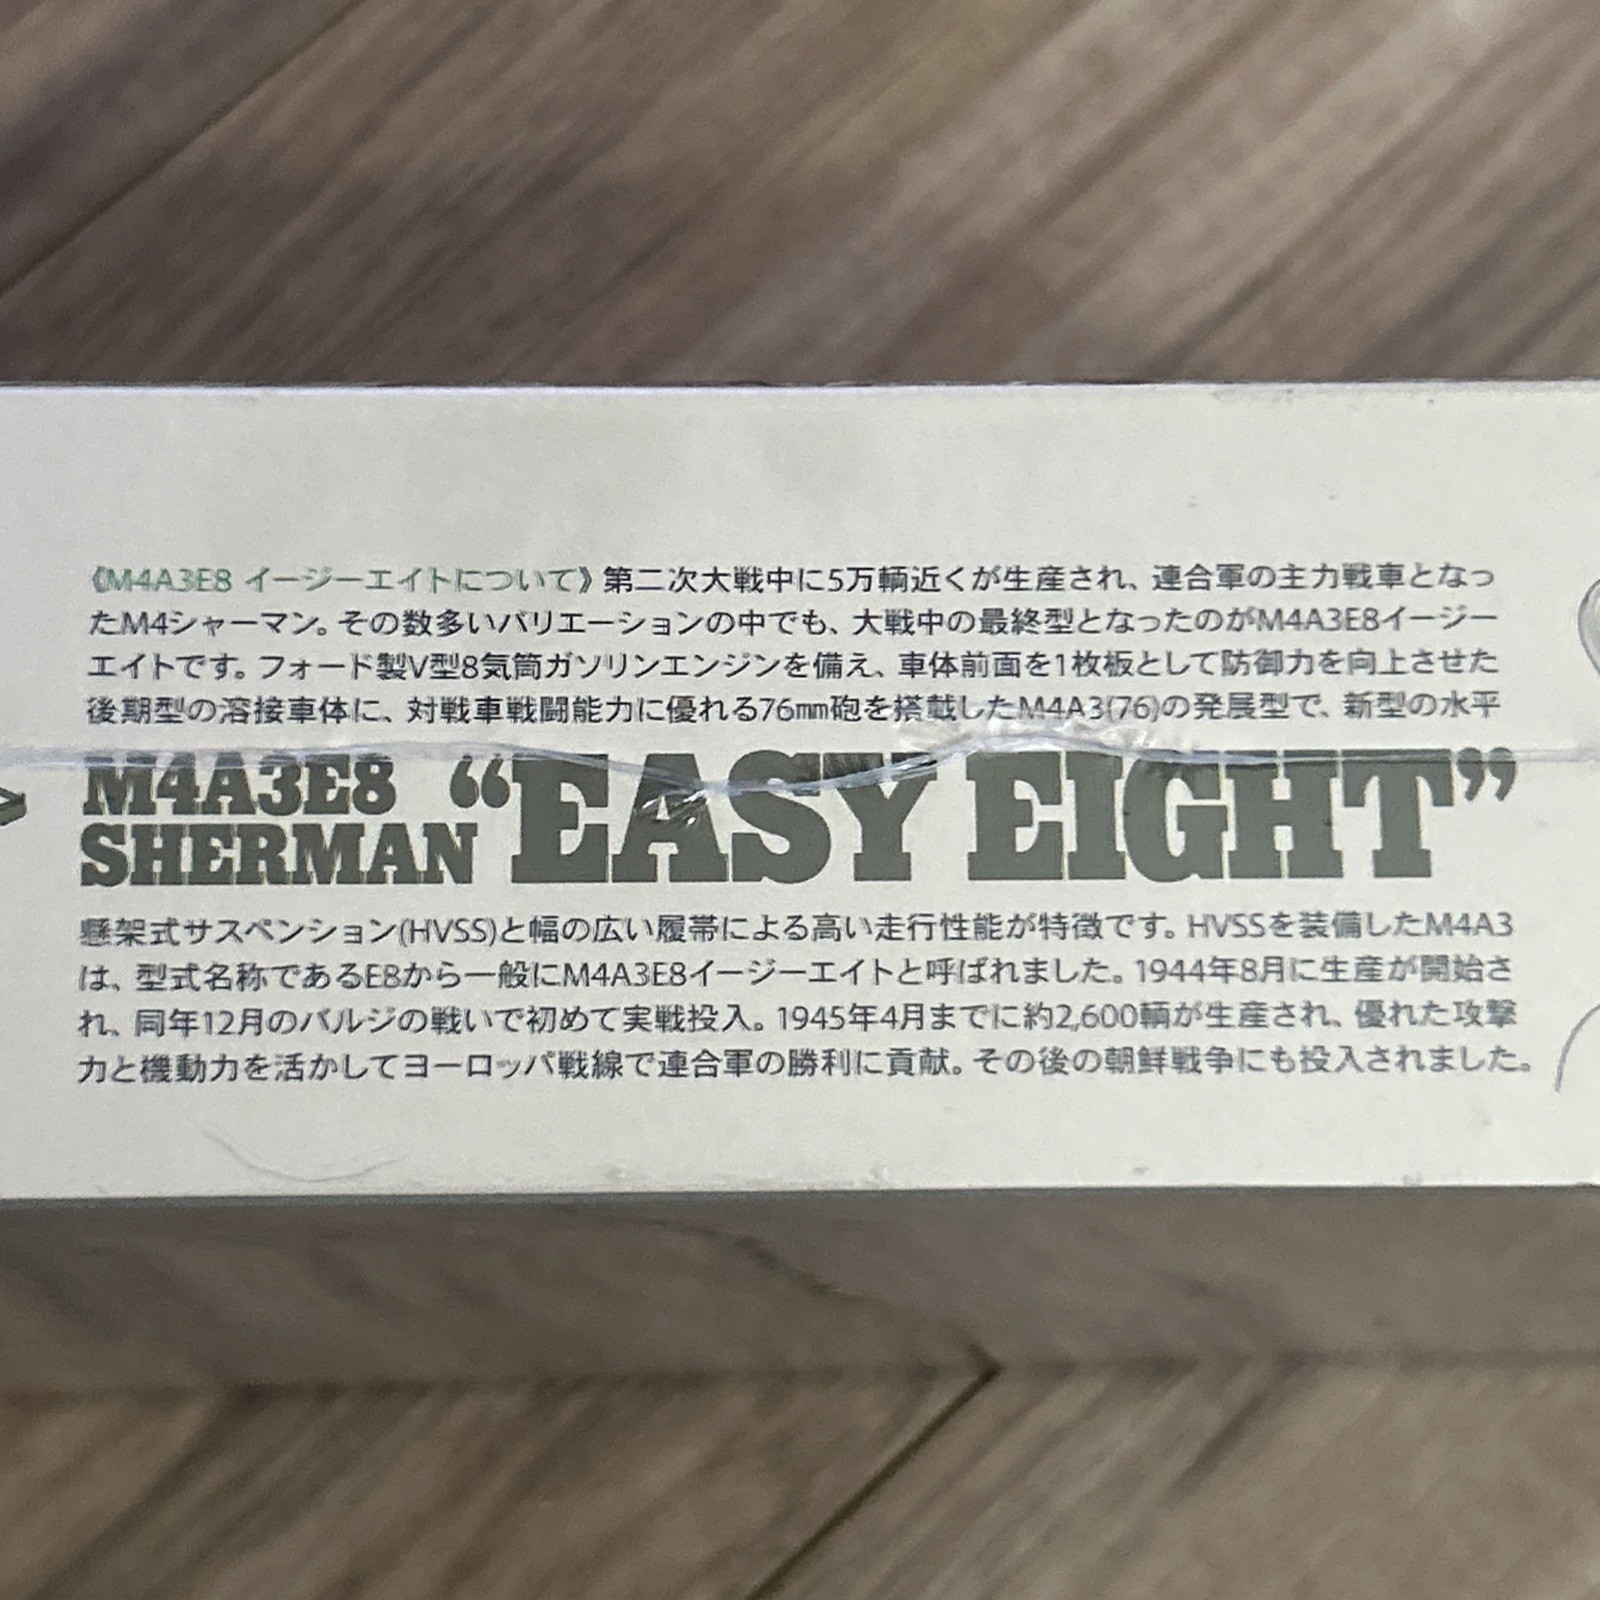 《M4A3E8 イージーエイトについて》第二次大戦中に5万輌近くが生産され、連合軍の主力戦車となっ
たM4シャーマン。その数多いバリエーションの中でも、大戦中の最終型となったのがM4A3E8イージー
エイトです。フォード製V型8気筒ガソリンエンジンを備え、車体前面を1枚板として防御力を向上させた
後期型の溶接車体に、対戦車戦闘能力に優れる76㎜砲を搭載したM4A3(76)の発展型で、新型の水平
M4A3E8
SHERMAN
“EASY EIGHT”
懸架式サスペンション(HVSS)と幅の広い履帯による高い走行性能が特徴です。HVSSを装備したM4A3
は、型式名称であるE8から一般にM4A3E8イージーエイトと呼ばれました。1944年8月に生産が開始さ
れ、同年12月のバルジの戦いで初めて実戦投入。1945年4月までに約2,600輌が生産され、優れた攻撃
力と機動力を活かしてヨーロッパ戦線で連合軍の勝利に貢献。その後の朝鮮戦争にも投入されました。